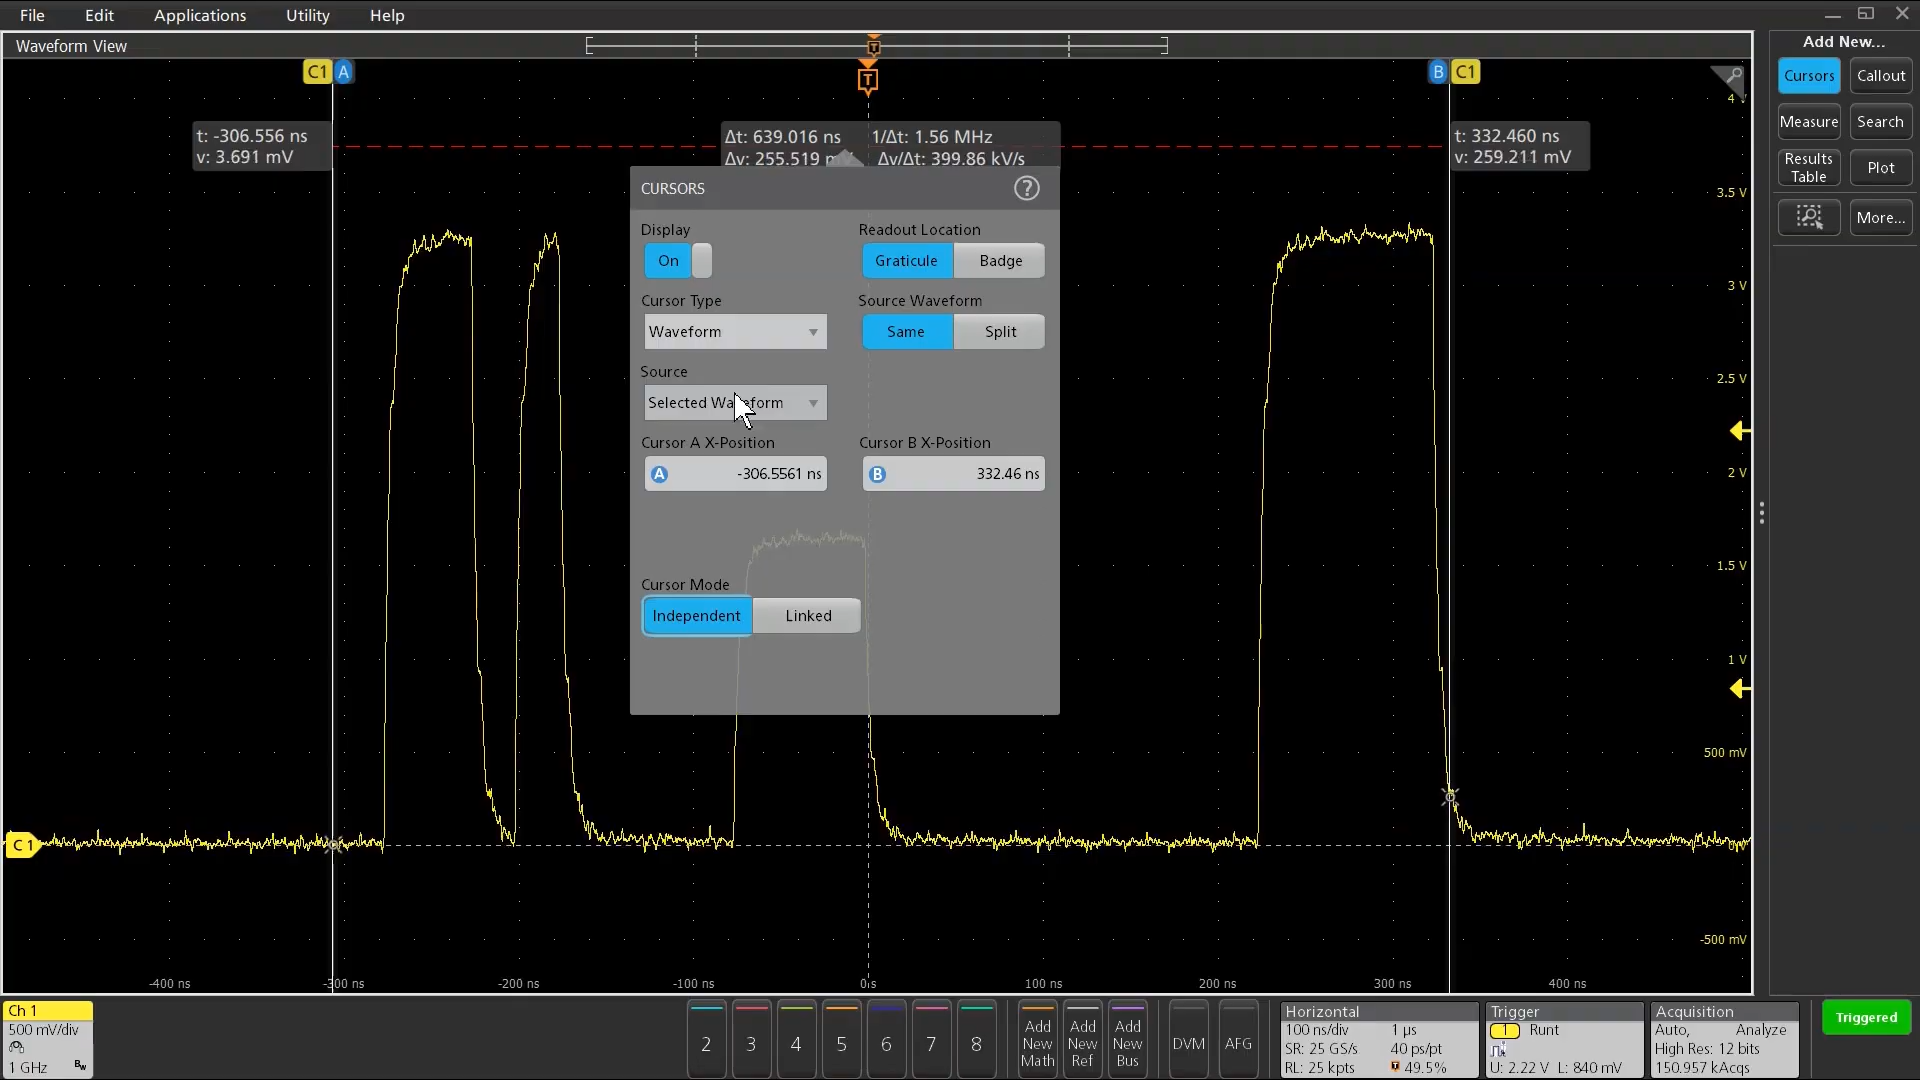 File Edit Applications Utility Help
Waveform View
T
C1 A
T
B C1
Add New...
Cursors Callout
Measure Search
Results Table Plot
More...
t: -306.556 ns
v: 3.691 mV
Δt: 639.016 ns 1/Δt: 1.56 MHz
Δv: 255.519 mV Δv/Δt: 399.86 kV/s
t: 332.460 ns
v: 259.211 mV
CURSORS ?
Display
On
Readout Location
Graticule Badge
Cursor Type
Waveform
Source Waveform
Same Split
Source
Selected Waveform
Cursor A X-Position
A -306.5561 ns
Cursor B X-Position
B 332.46 ns
Cursor Mode
Independent Linked
4
3.5 V
3 V
2.5 V
2 V
1.5 V
1 V
500 mV
0 V
-500 mV
C 1
-400 ns -300 ns -200 ns -100 ns 0s 100 ns 200 ns 300 ns 400 ns
Ch 1
500 mV/div
1 GHz Bw
2 3 4 5 6 7 8
Add New Math
Add New Ref
Add New Bus
DVM
AFG
Horizontal
100 ns/div 1 µs
SR: 25 GS/s 40 ps/pt
RL: 25 kpts T 49.5%
Trigger
1 Runt
U: 2.22 V L: 840 mV
Acquisition
Auto, Analyze
High Res: 12 bits
150.957 kAcqs
Triggered